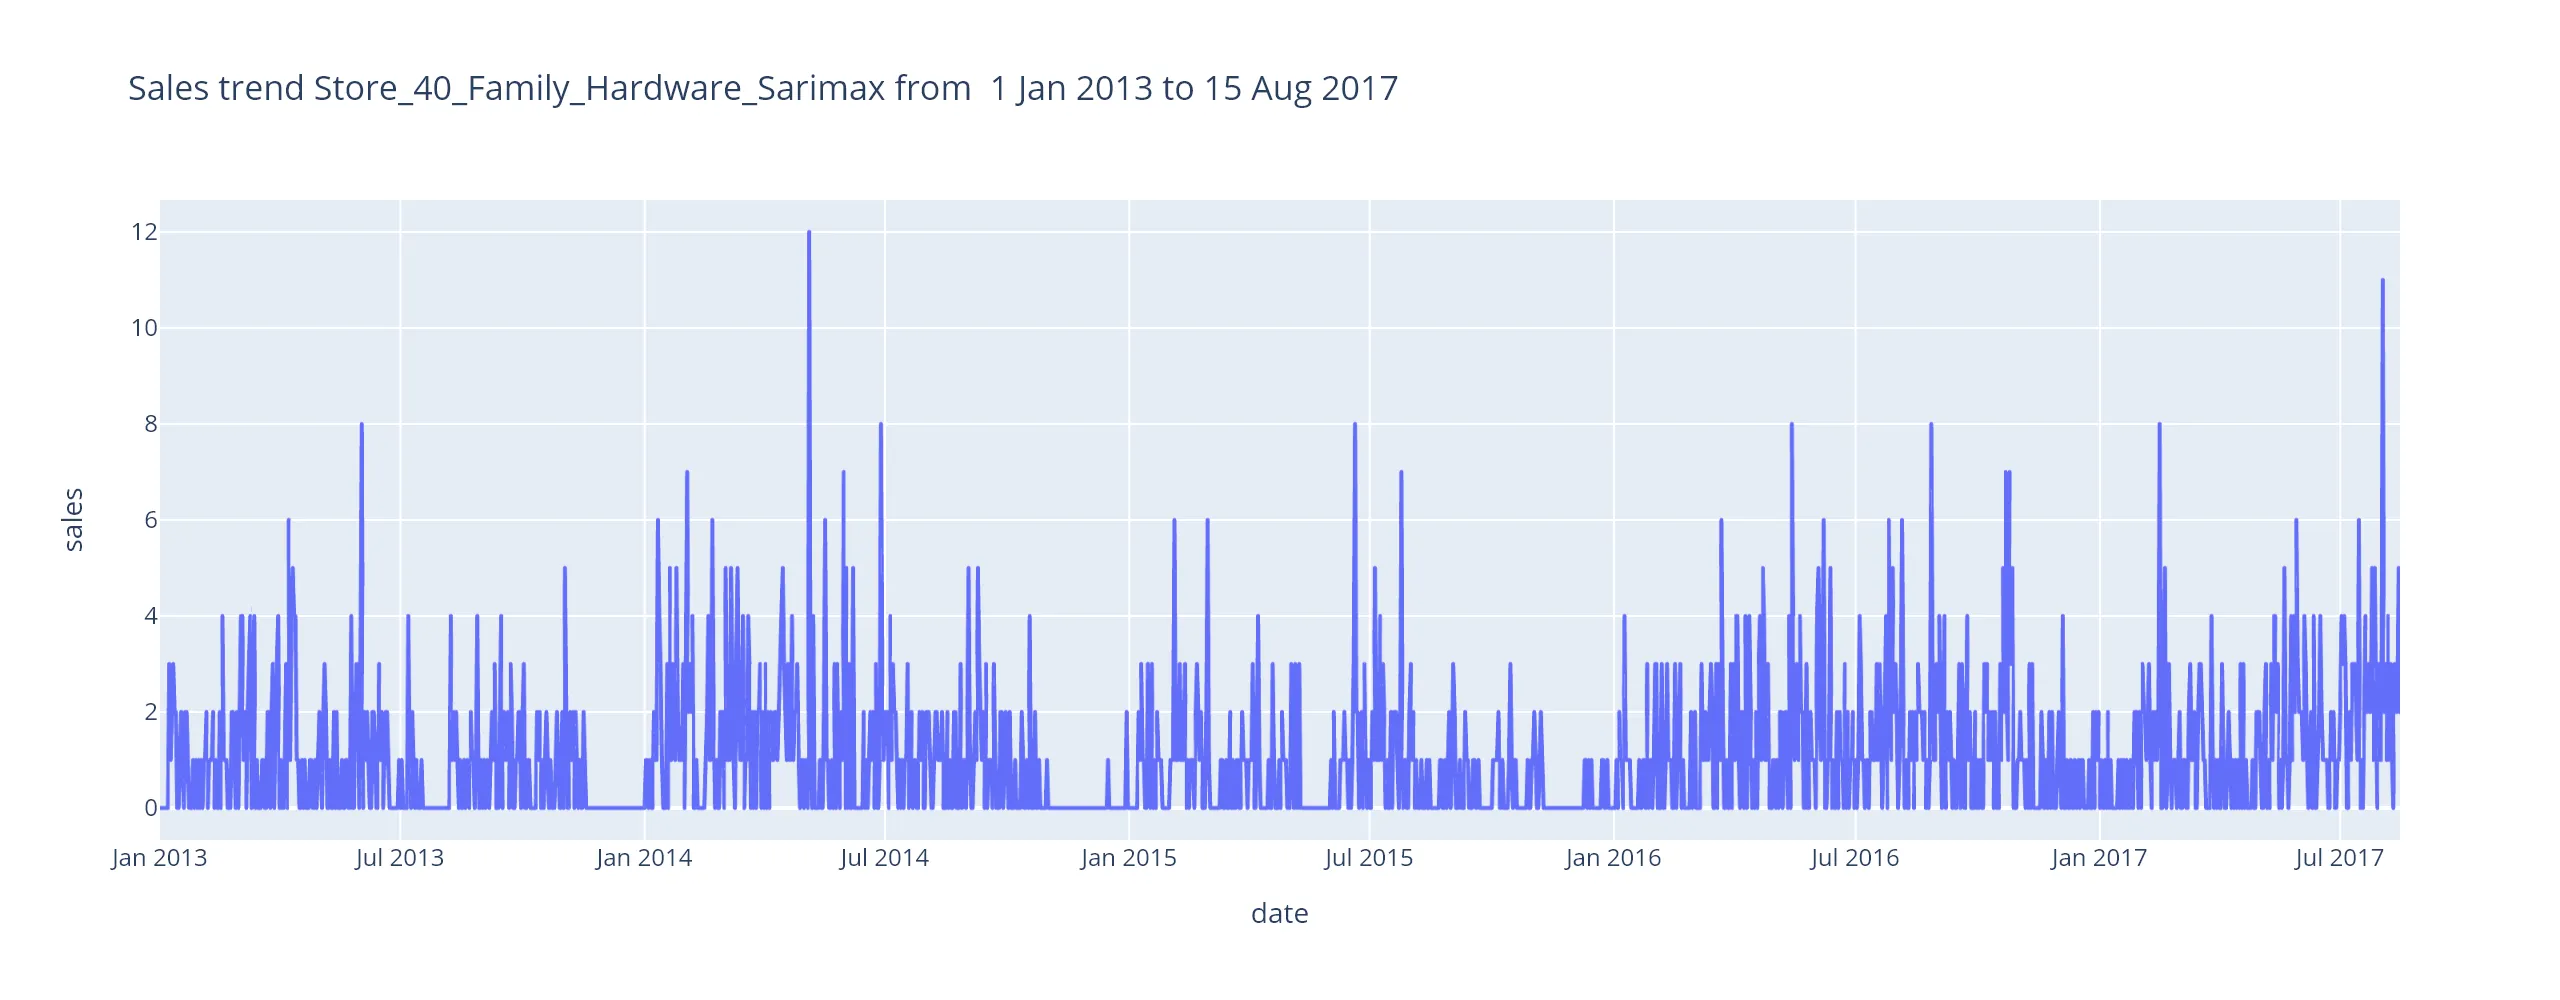 Sales trend Store_40_Family_Hardware_Sarimax from  1 Jan 2013 to 15 Aug 2017
12
10
8
6
4
2
0
sales
Jan 2013
Jul 2013
Jan 2014
Jul 2014
Jan 2015
Jul 2015
Jan 2016
Jul 2016
Jan 2017
Jul 2017
date